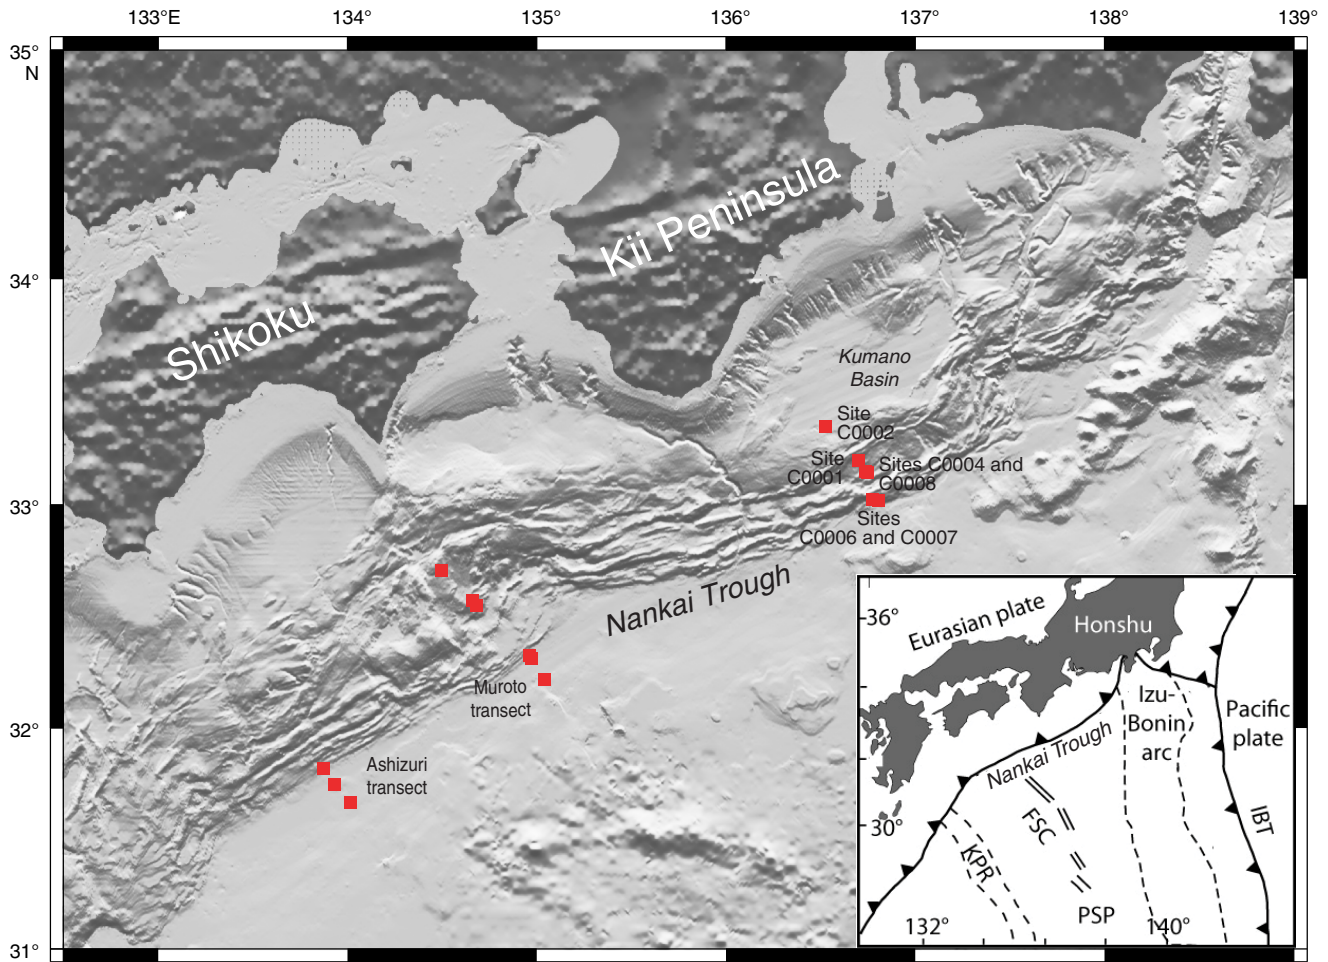 133°E
134°
135°
136°
137°
138°
139°
35°
N
34°
33°
32°
31°
Kii Peninsula
Shikoku
Kumano
Basin
Site
C0002
Site
C0001
Sites C0004 and
C0008
Sites
C0006 and C0007
Nankai Trough
Muroto
transect
Ashizuri
transect
36°
Eurasian plate
Honshu
Izu-
Bonin
arc
Pacific
plate
Nankai Trough
30°
FSC
KPR
IBT
PSP
132°
140°